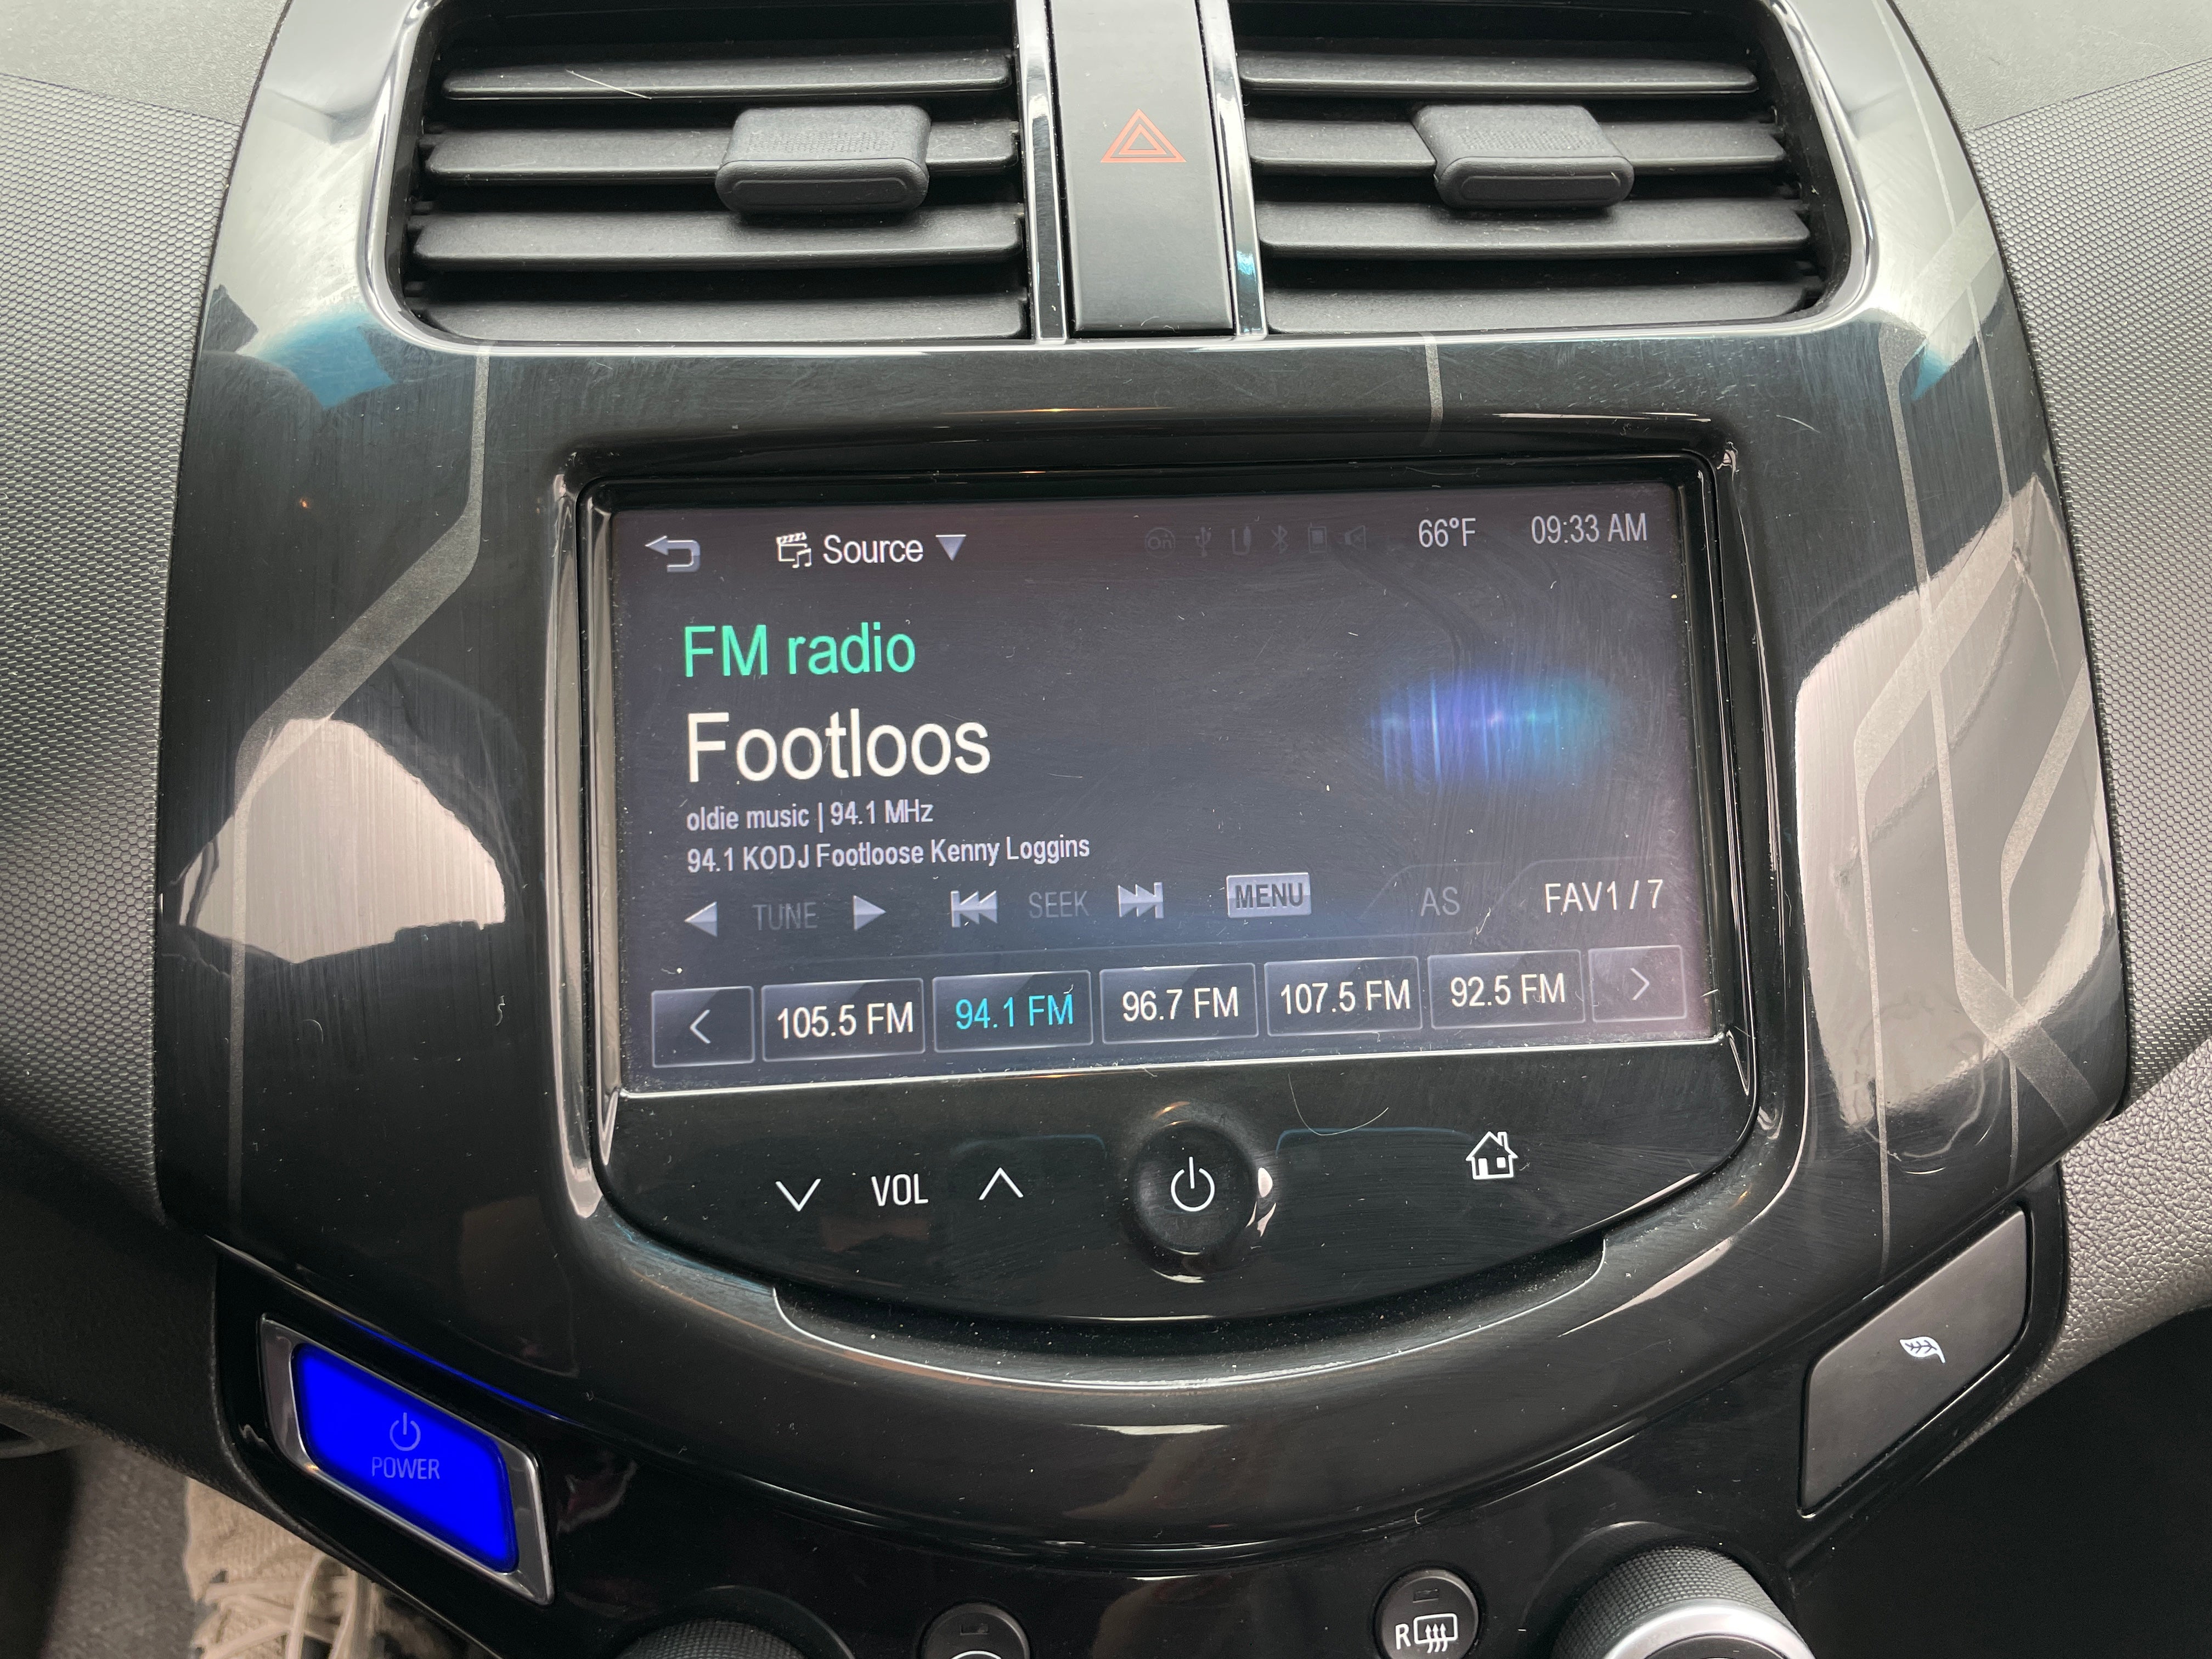 Source
66°F 09:33 AM
FM radio
Footloos
oldie music | 94.1 MHz
94.1 KODJ Footloose Kenny Loggins
TUNE SEEK MENU AS FAV1 / 7
105.5 FM 94.1 FM 96.7 FM 107.5 FM 92.5 FM
VOL
POWER
R